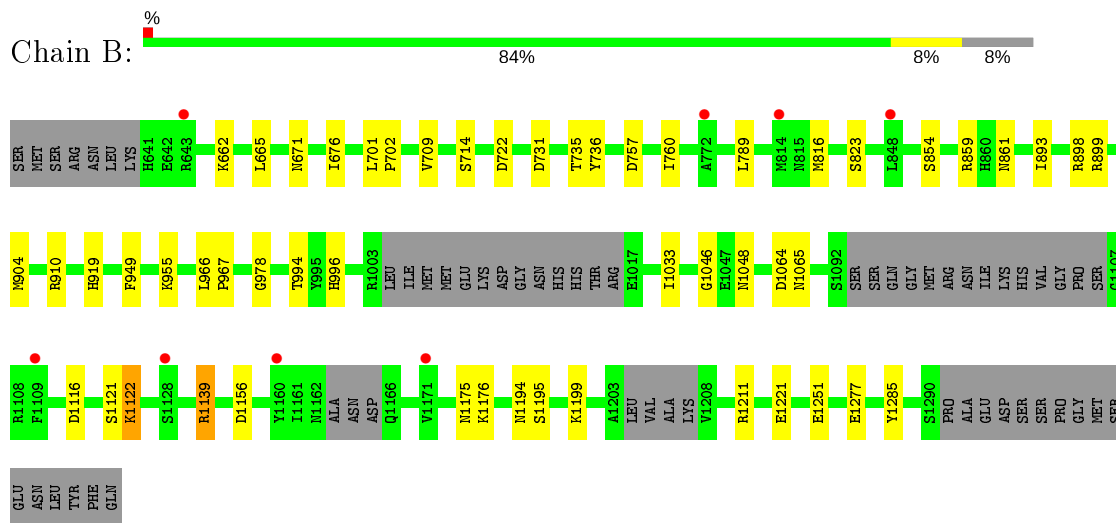 %
Chain B:
84% 8% 8%
SER MET SER ARG ASN LEU LYS H641 E642 R643 K662 L665 N671 I676 L701 P702 V709 S714 D722 D731 T735 Y736 D757 I760 A772 L789 M814 N815 M816 S823 L848 S854 R859 H860 N861 I893 R898 R899
M904 R910 H919 F949 K955 L966 P967 G978 T994 Y995 H996 R1003 LEU ILE MET MET GLU LYS ASP GLY ASN HIS HIS THR ARG E1017 I1033 G1046 E1047 N1048 D1064 N1065 S1092 SER SER GLN GLY MET ARG ASN ILE LYS HIS VAL GLY PRO SER G1107
R1108 F1109 D1116 S1121 K1122 S1128 R1139 D1156 Y1160 I1161 N1162 ALA ASN ASP Q1166 V1171 N1175 K1176 N1194 S1195 K1199 A1203 LEU VAL ALA LYS V1208 R1211 E1221 E1251 E1277 Y1285 S1290 PRO ALA GLU ASP SER SER PRO GLY MET SER
GLU ASN LEU TYR PHE GLN